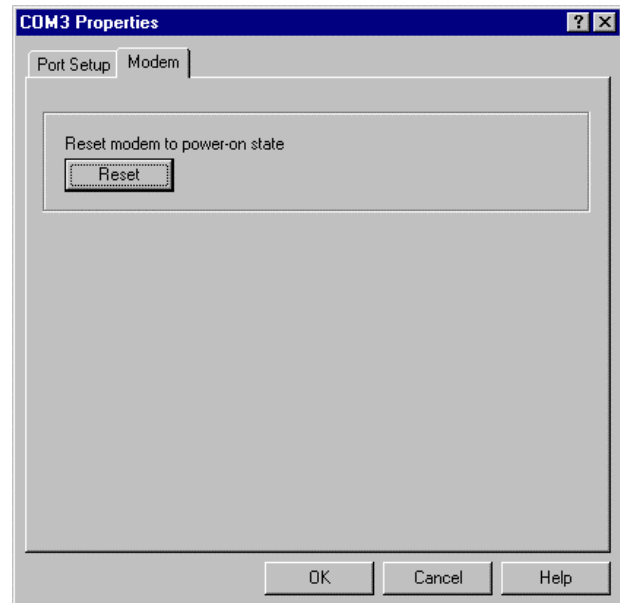 COM3 Properties
Port Setup Modem
Reset modem to power-on state
Reset
OK Cancel Help